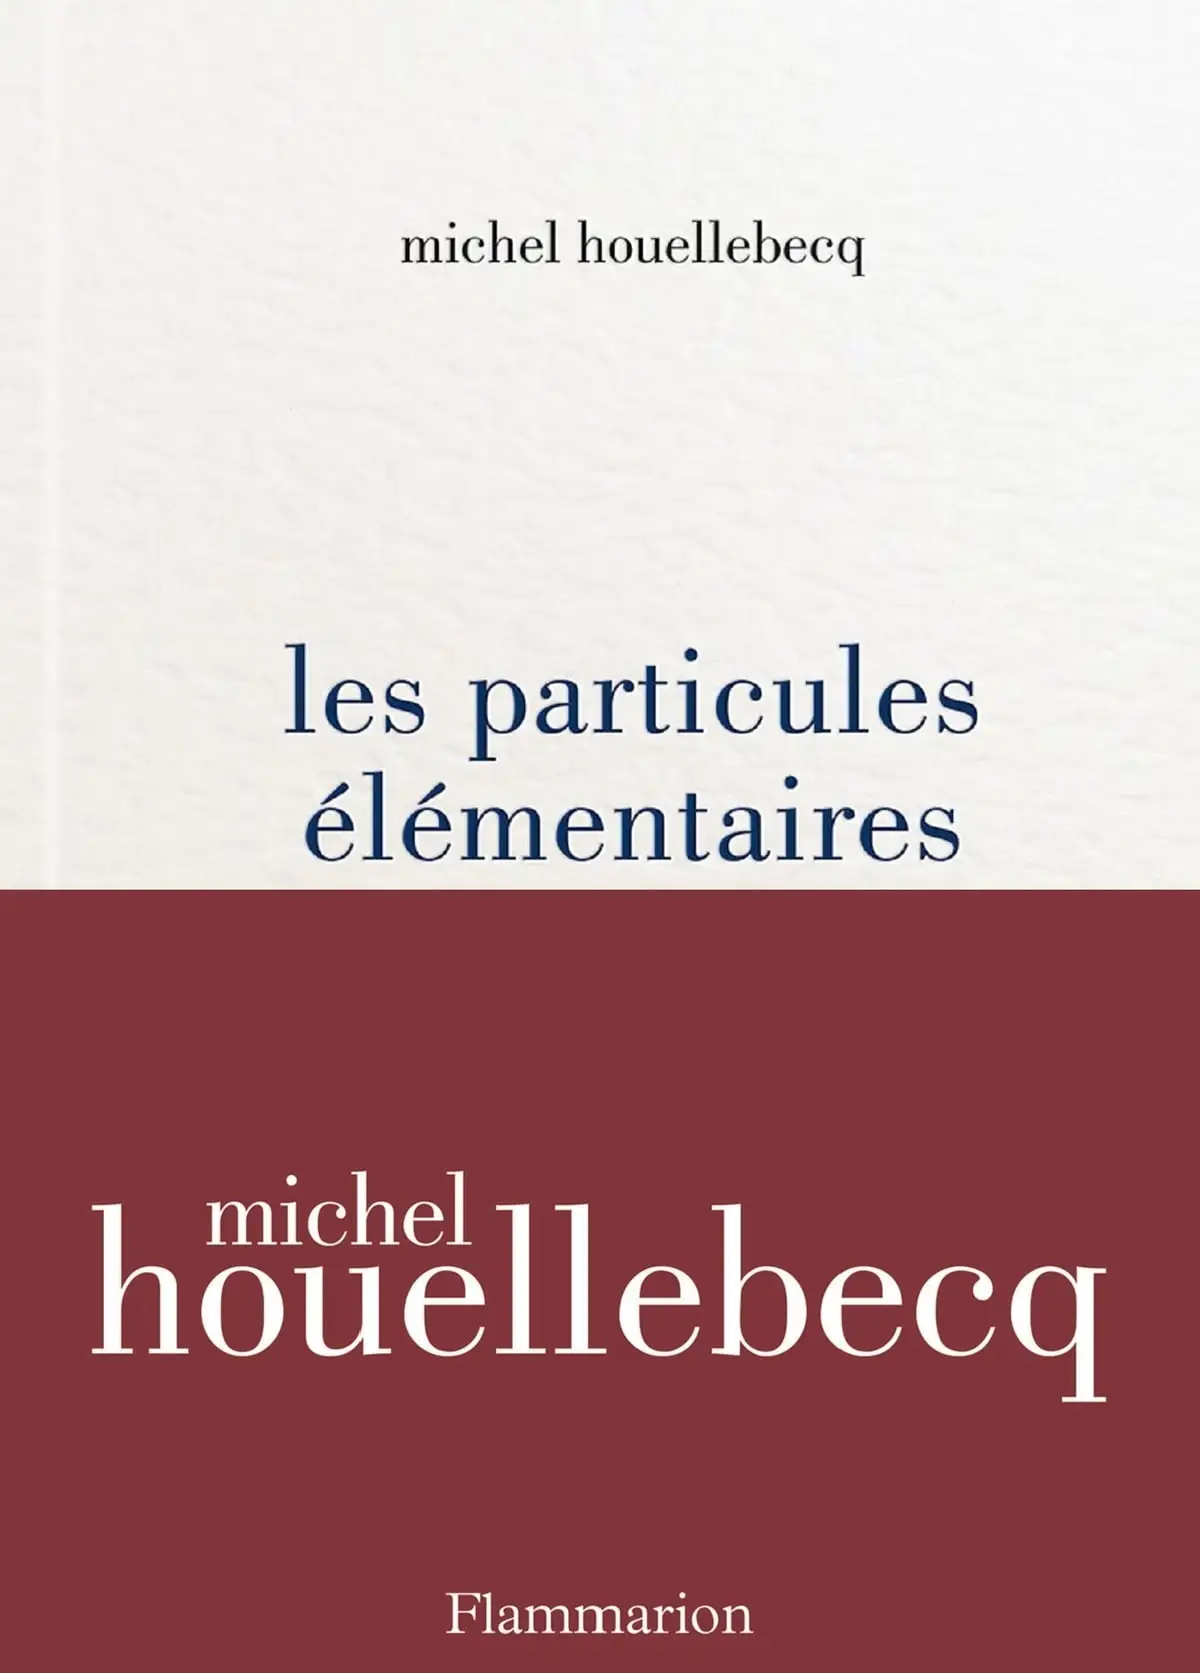 michel houellebecq
les particules
élémentaires
michel
houellebecq
Flammarion